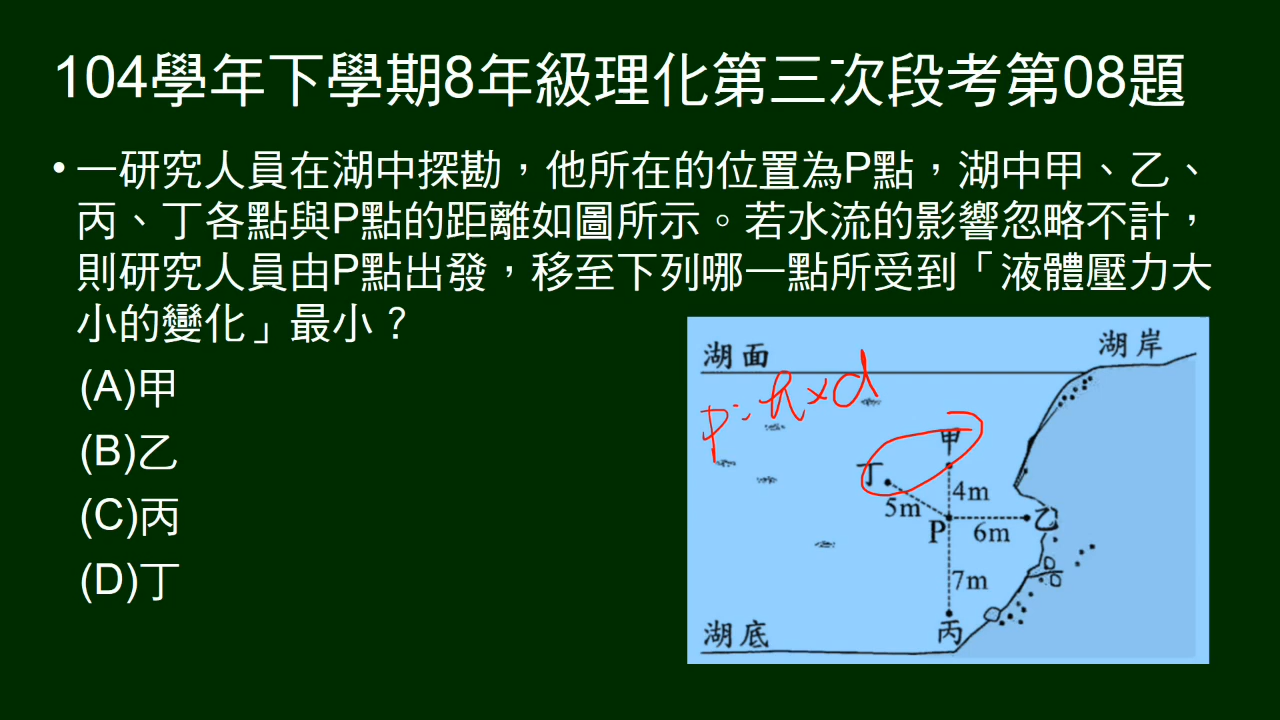 104學年下學期8年級理化第三次段考第08題
• 一研究人員在湖中探勘，他所在的位置為P點，湖中甲、乙、
丙、丁各點與P點的距離如圖所示。若水流的影響忽略不計，
則研究人員由P點出發，移至下列哪一點所受到「液體壓力大
小的變化」最小？
(A)甲
(B)乙
(C)丙
(D)丁
湖面
湖岸
P=h×d
甲
丁
4m
5m
乙
P
6m
7m
丙
湖底